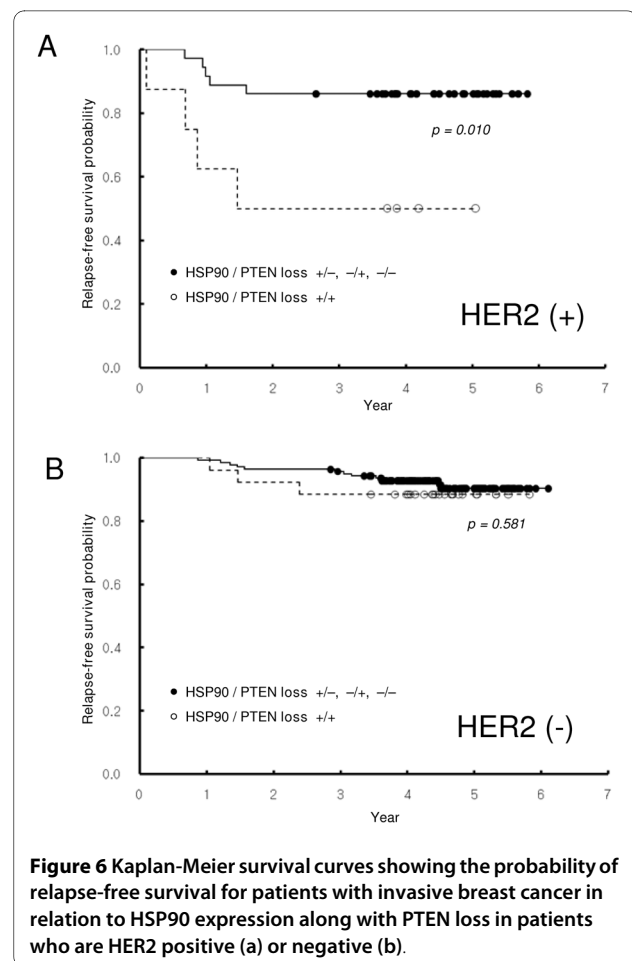 A
Relapse-free survival probability
1.0
0.8
0.6
0.4
0.2
0.0
p = 0.010
● HSP90 / PTEN loss +/−, −/+, −/−
○ HSP90 / PTEN loss +/+
HER2 (+)
0 1 2 3 4 5 6 7
Year
B
Relapse-free survival probability
1.0
0.8
0.6
0.4
0.2
0.0
p = 0.581
● HSP90 / PTEN loss +/−, −/+, −/−
○ HSP90 / PTEN loss +/+
HER2 (-)
0 1 2 3 4 5 6 7
Year
Figure 6 Kaplan-Meier survival curves showing the probability of
relapse-free survival for patients with invasive breast cancer in
relation to HSP90 expression along with PTEN loss in patients
who are HER2 positive (a) or negative (b).